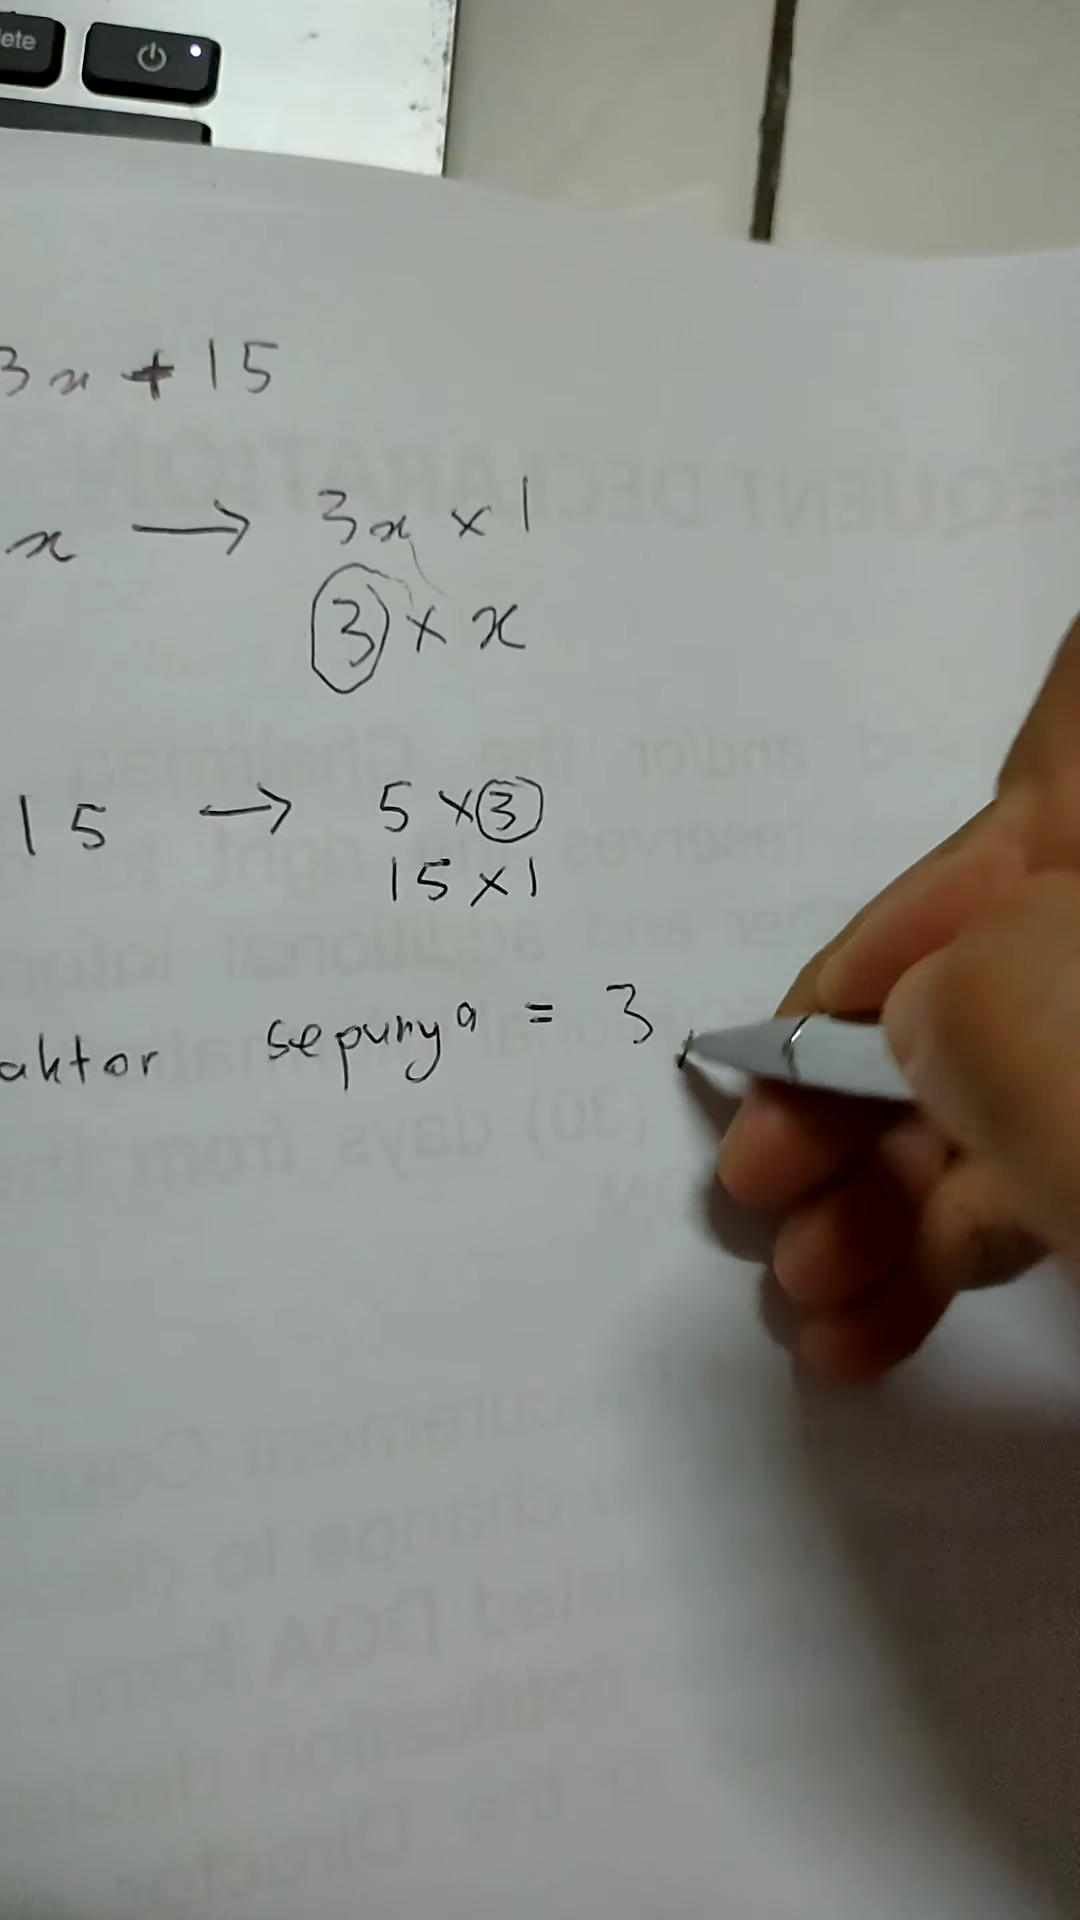 ete
3x + 15
x → 3x × 1
3 × x
15 → 5 × 3
15 × 1
aktor sepunya = 3,